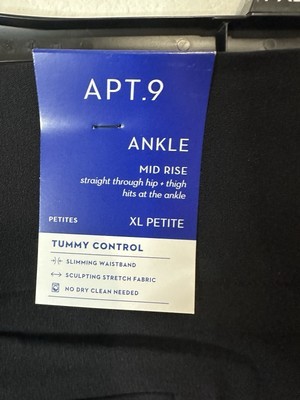 APT.9
ANKLE
MID RISE
straight through hip + thigh
hits at the ankle
PETITES XL PETITE
TUMMY CONTROL
SLIMMING WAISTBAND
SCULPTING STRETCH FABRIC
NO DRY CLEAN NEEDED